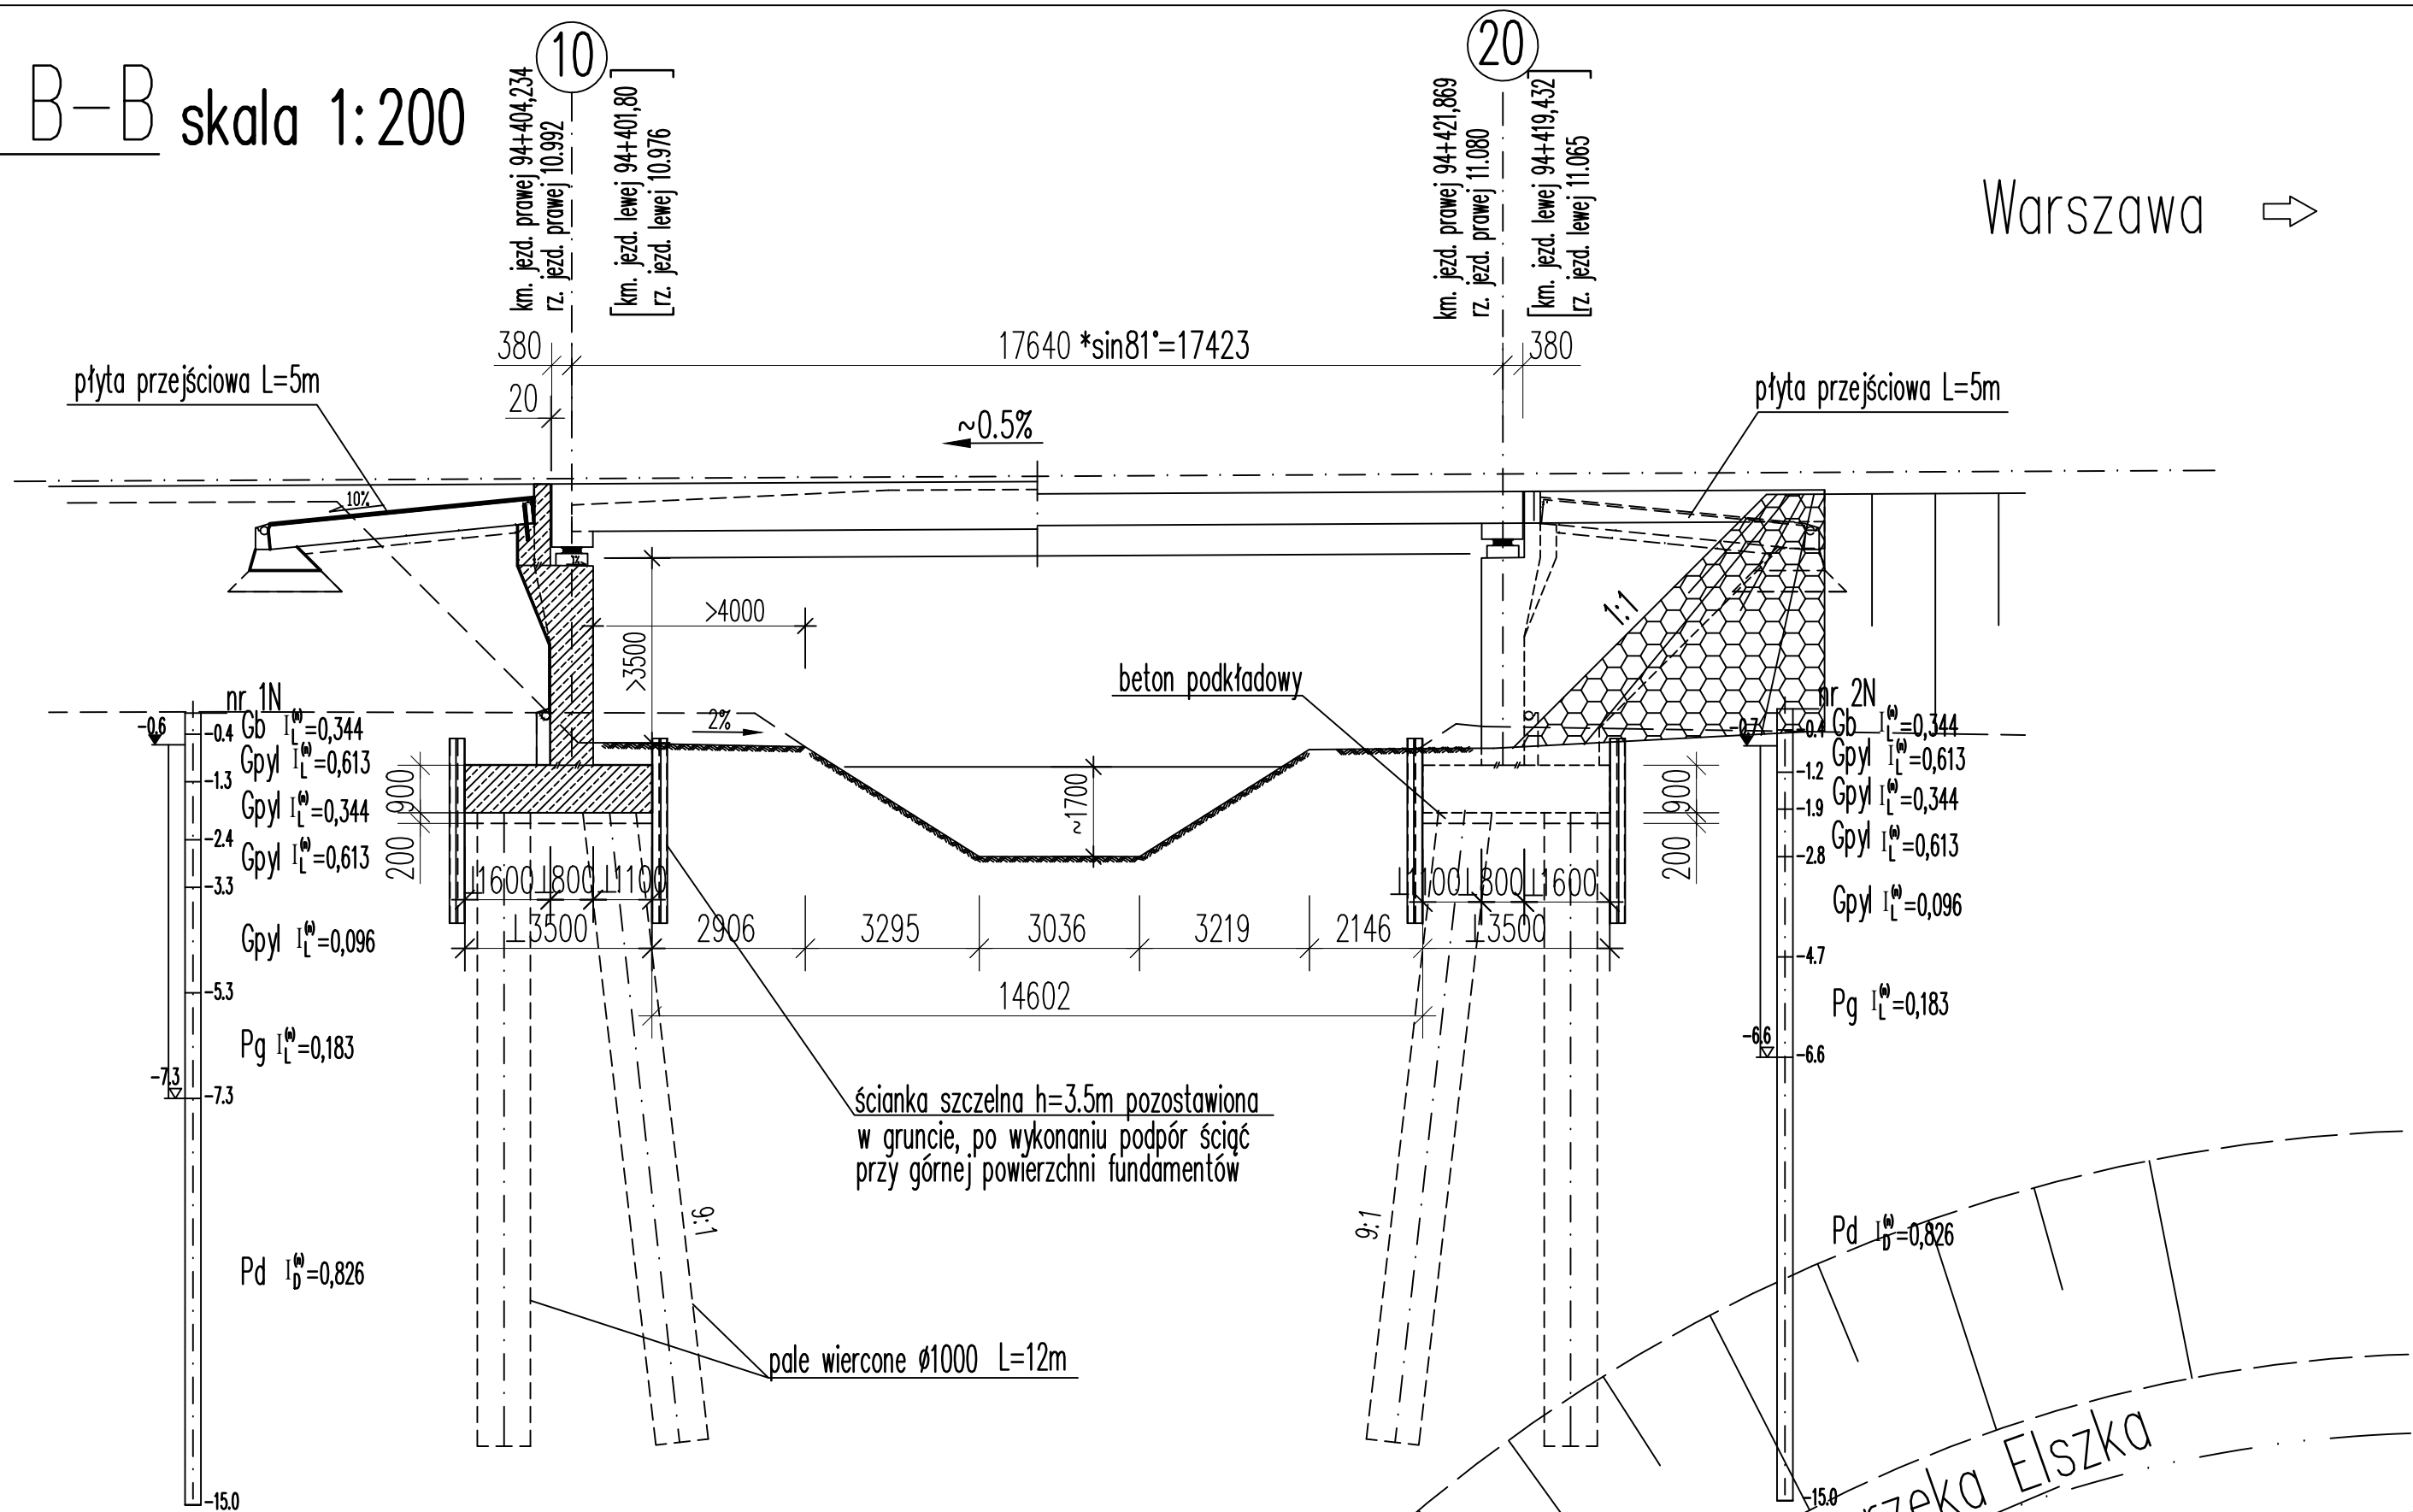 B-B skala 1:200
10
km. jezd. prawej 94+404,234
rz. jezd. prawej 10.992
km. jezd. lewej 94+401,80
rz. jezd. lewej 10.976
20
km. jezd. prawej 94+421,869
rz. jezd. prawej 11.080
km. jezd. lewej 94+419,432
rz. jezd. lewej 11.065
Warszawa
380
17640 *sin81°=17423
380
20
płyta przejściowa L=5m
płyta przejściowa L=5m
~0.5%
10%
>4000
>3500
1:1
beton podkładowy
2%
~1700
nr 1N
-0.6
-0.4
Gb I_L^(n)=0,344
Gpyl I_L^(n)=0,613
-1.3
Gpyl I_L^(n)=0,344
-2.4
Gpyl I_L^(n)=0,613
-3.3
Gpyl I_L^(n)=0,096
-5.3
Pg I_L^(n)=0,183
-7.3
-7.3
Pd I_D^(n)=0,826
-15.0
900
200
⊥1600 ⊥800 ⊥1100
⊥3500 2906 3295 3036 3219 2146 ⊥3500
14602
⊥1100 ⊥800 ⊥1600
900
200
nr 2N
-0.7
-0.4
Gb I_L^(n)=0,344
Gpyl I_L^(n)=0,613
-1.2
Gpyl I_L^(n)=0,344
-1.9
Gpyl I_L^(n)=0,613
-2.8
Gpyl I_L^(n)=0,096
-4.7
Pg I_L^(n)=0,183
-6.6
-6.6
Pd I_D^(n)=0,826
-15.0
ścianka szczelna h=3.5m pozostawiona
w gruncie, po wykonaniu podpór ściąć
przy górnej powierzchni fundamentów
9:1
9:1
pale wiercone ø1000 L=12m
rzeka Elszka